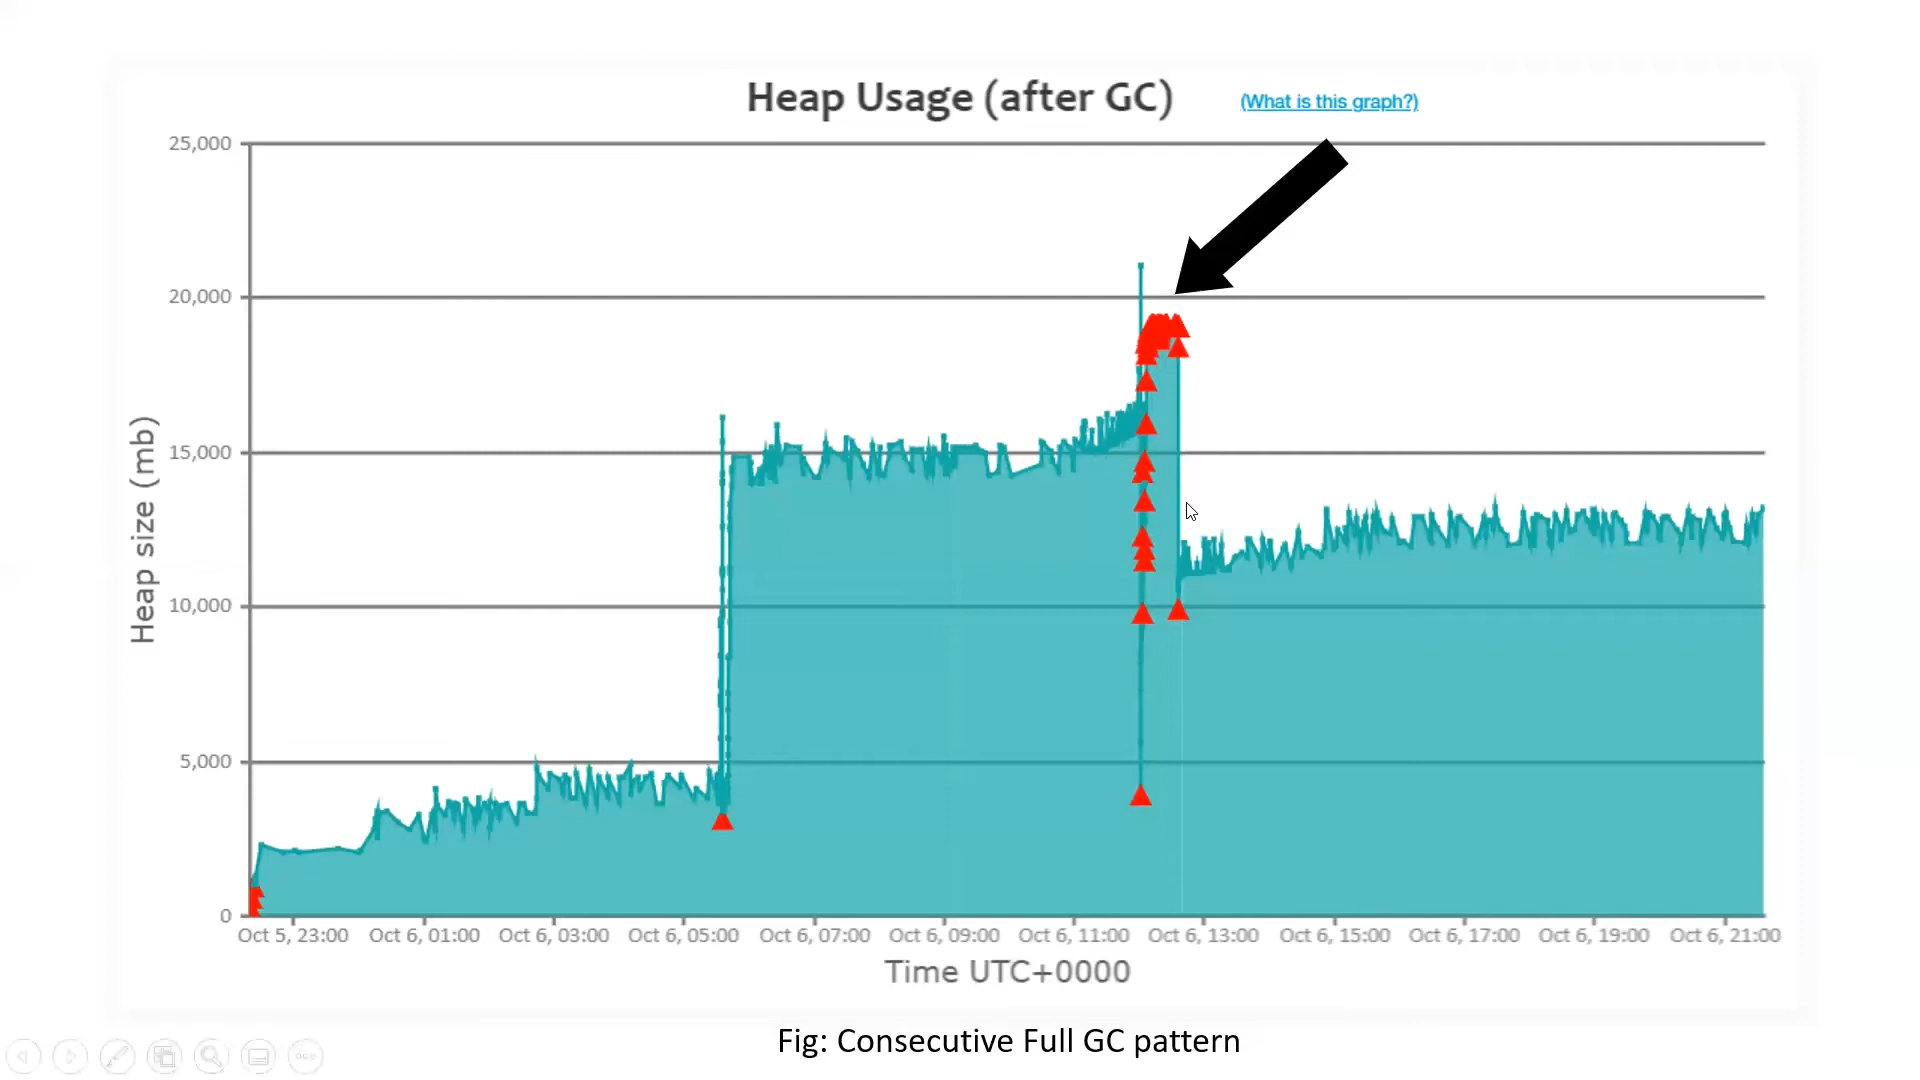 Heap Usage (after GC) (What is this graph?)
25,000
20,000
15,000
10,000
5,000
0
Heap size (mb)
Oct 5, 23:00 Oct 6, 01:00 Oct 6, 03:00 Oct 6, 05:00 Oct 6, 07:00 Oct 6, 09:00 Oct 6, 11:00 Oct 6, 13:00 Oct 6, 15:00 Oct 6, 17:00 Oct 6, 19:00 Oct 6, 21:00
Time UTC+0000
Fig: Consecutive Full GC pattern